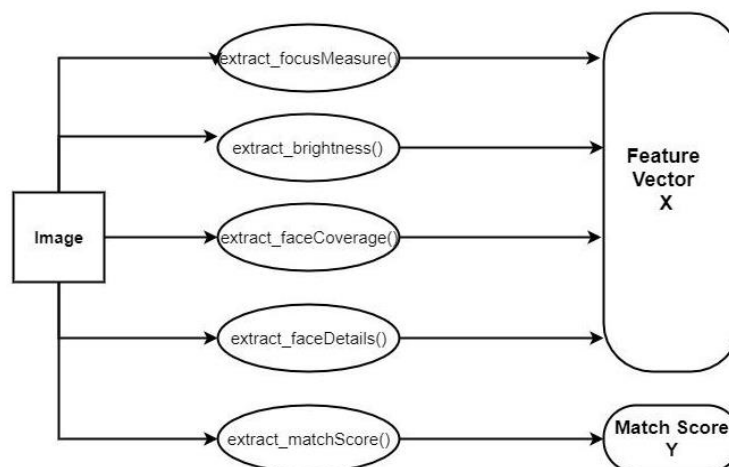 extract_focusMeasure()
extract_brightness()
Feature
Vector
X
Image
extract_faceCoverage()
extract_faceDetails()
extract_matchScore()
Match Score
Y